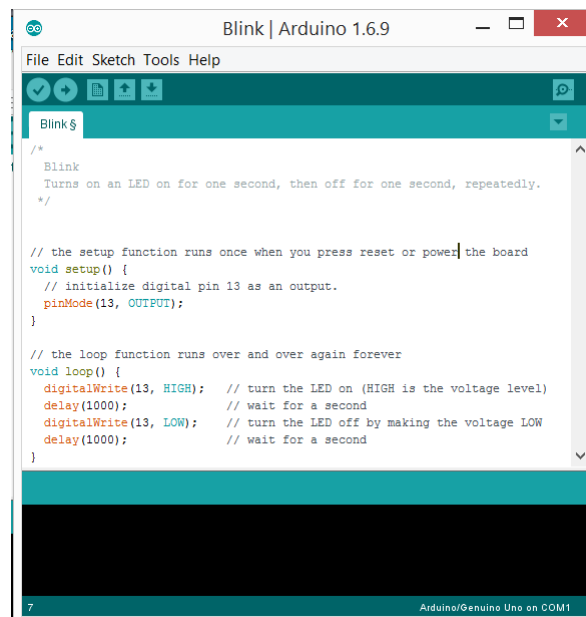 Blink | Arduino 1.6.9
File Edit Sketch Tools Help
Blink §
/*
  Blink
  Turns on an LED on for one second, then off for one second, repeatedly.
 */
// the setup function runs once when you press reset or power the board
void setup() {
  // initialize digital pin 13 as an output.
  pinMode(13, OUTPUT);
}
// the loop function runs over and over again forever
void loop() {
  digitalWrite(13, HIGH);   // turn the LED on (HIGH is the voltage level)
  delay(1000);              // wait for a second
  digitalWrite(13, LOW);    // turn the LED off by making the voltage LOW
  delay(1000);              // wait for a second
}
7 Arduino/Genuino Uno on COM1